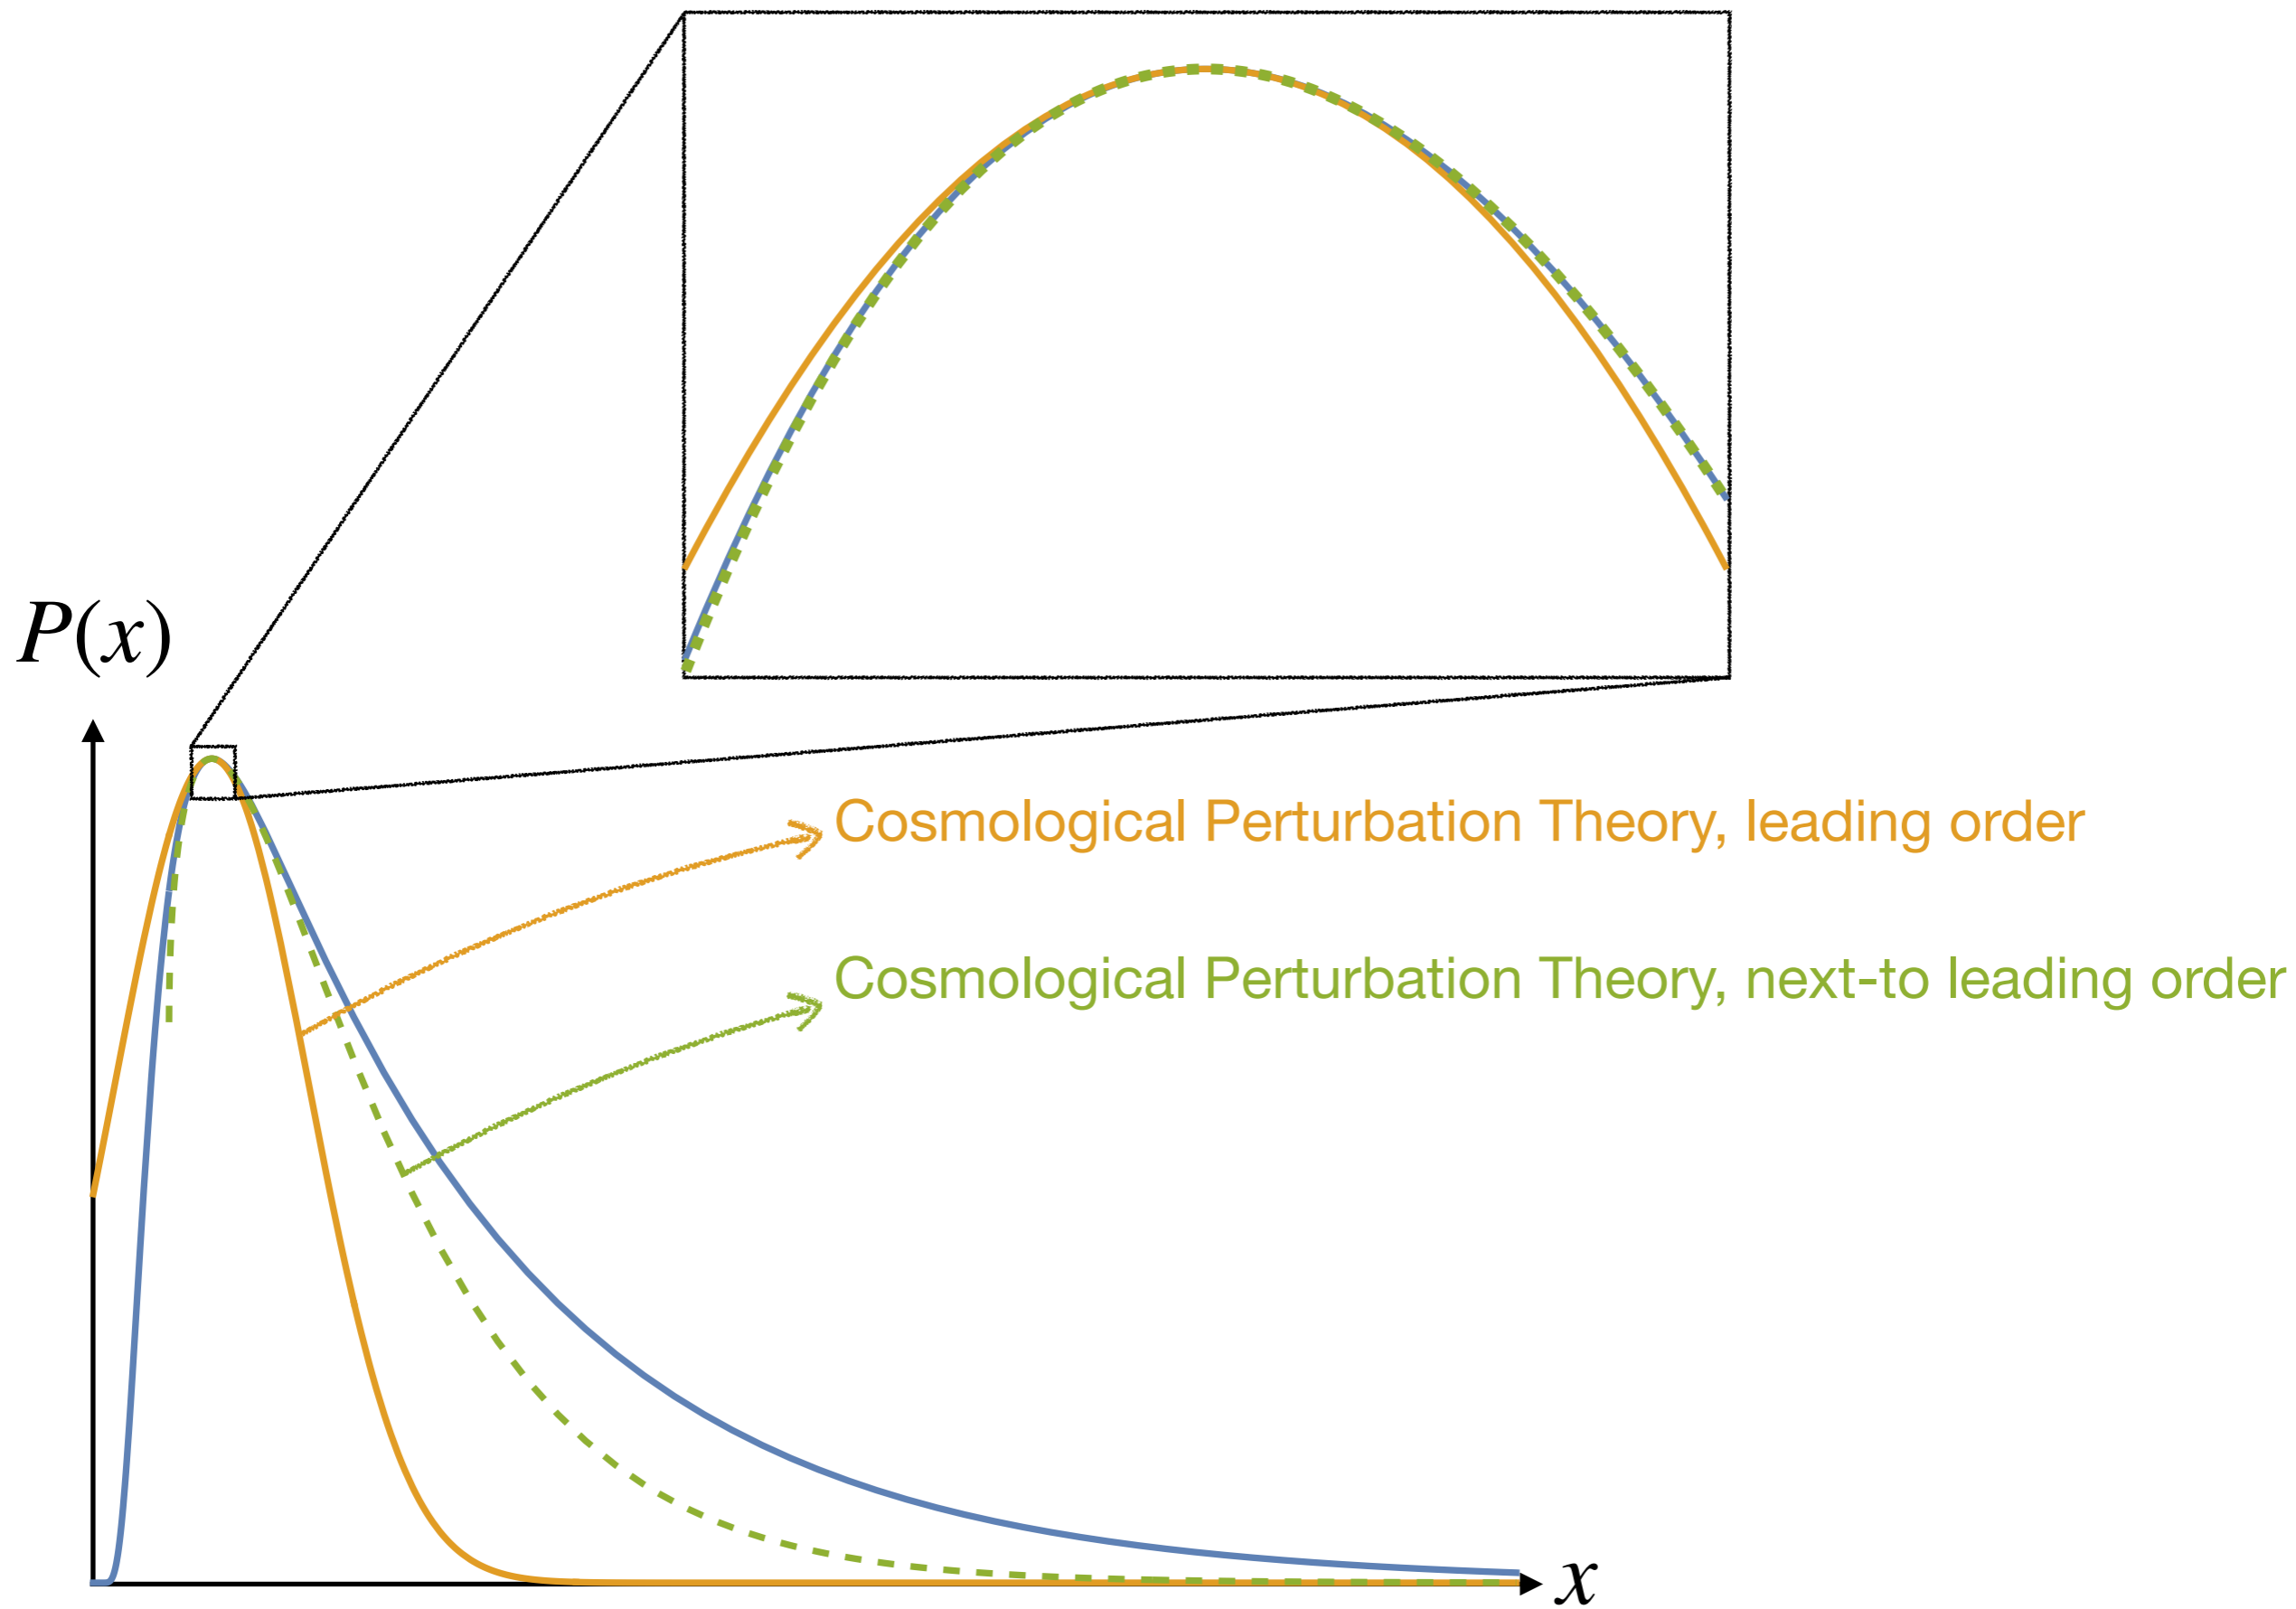 P(x)
Cosmological Perturbation Theory, leading order
Cosmological Perturbation Theory, next-to leading order
x